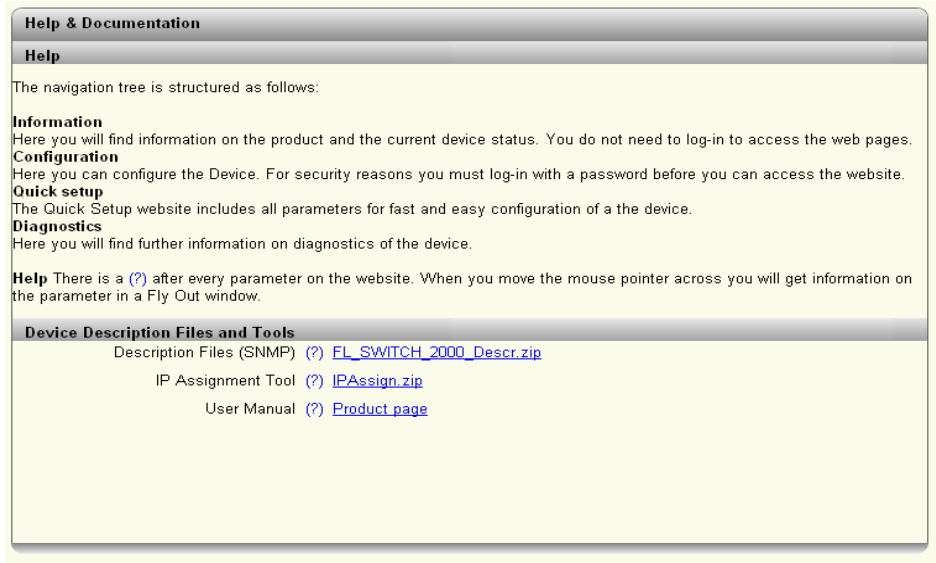 Help & Documentation
Help
The navigation tree is structured as follows:
Information
Here you will find information on the product and the current device status. You do not need to log-in to access the web pages.
Configuration
Here you can configure the Device. For security reasons you must log-in with a password before you can access the website.
Quick setup
The Quick Setup website includes all parameters for fast and easy configuration of a the device.
Diagnostics
Here you will find further information on diagnostics of the device.
Help There is a (?) after every parameter on the website. When you move the mouse pointer across you will get information on
the parameter in a Fly Out window.
Device Description Files and Tools
Description Files (SNMP) (?) FL_SWITCH_2000_Descr.zip
IP Assignment Tool (?) IPAssign.zip
User Manual (?) Product page